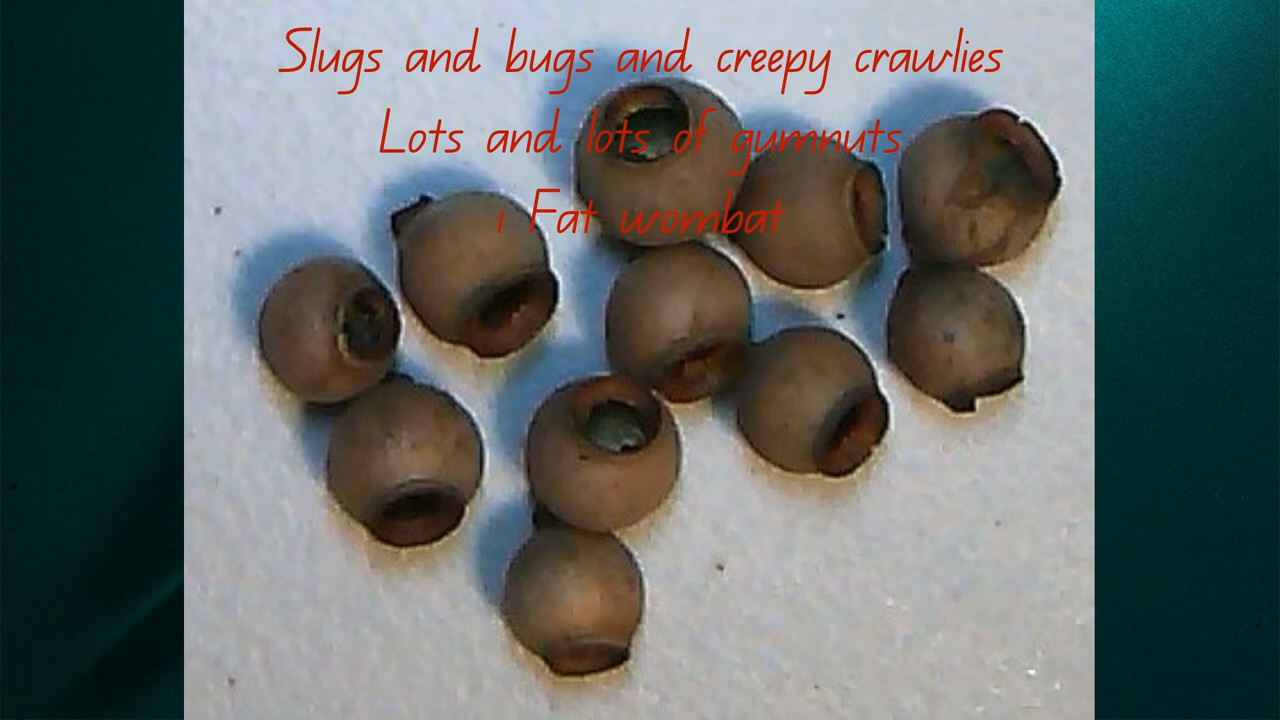 Slugs and bugs and creepy crawlies
Lots and lots of gumnuts
1 Fat wombat